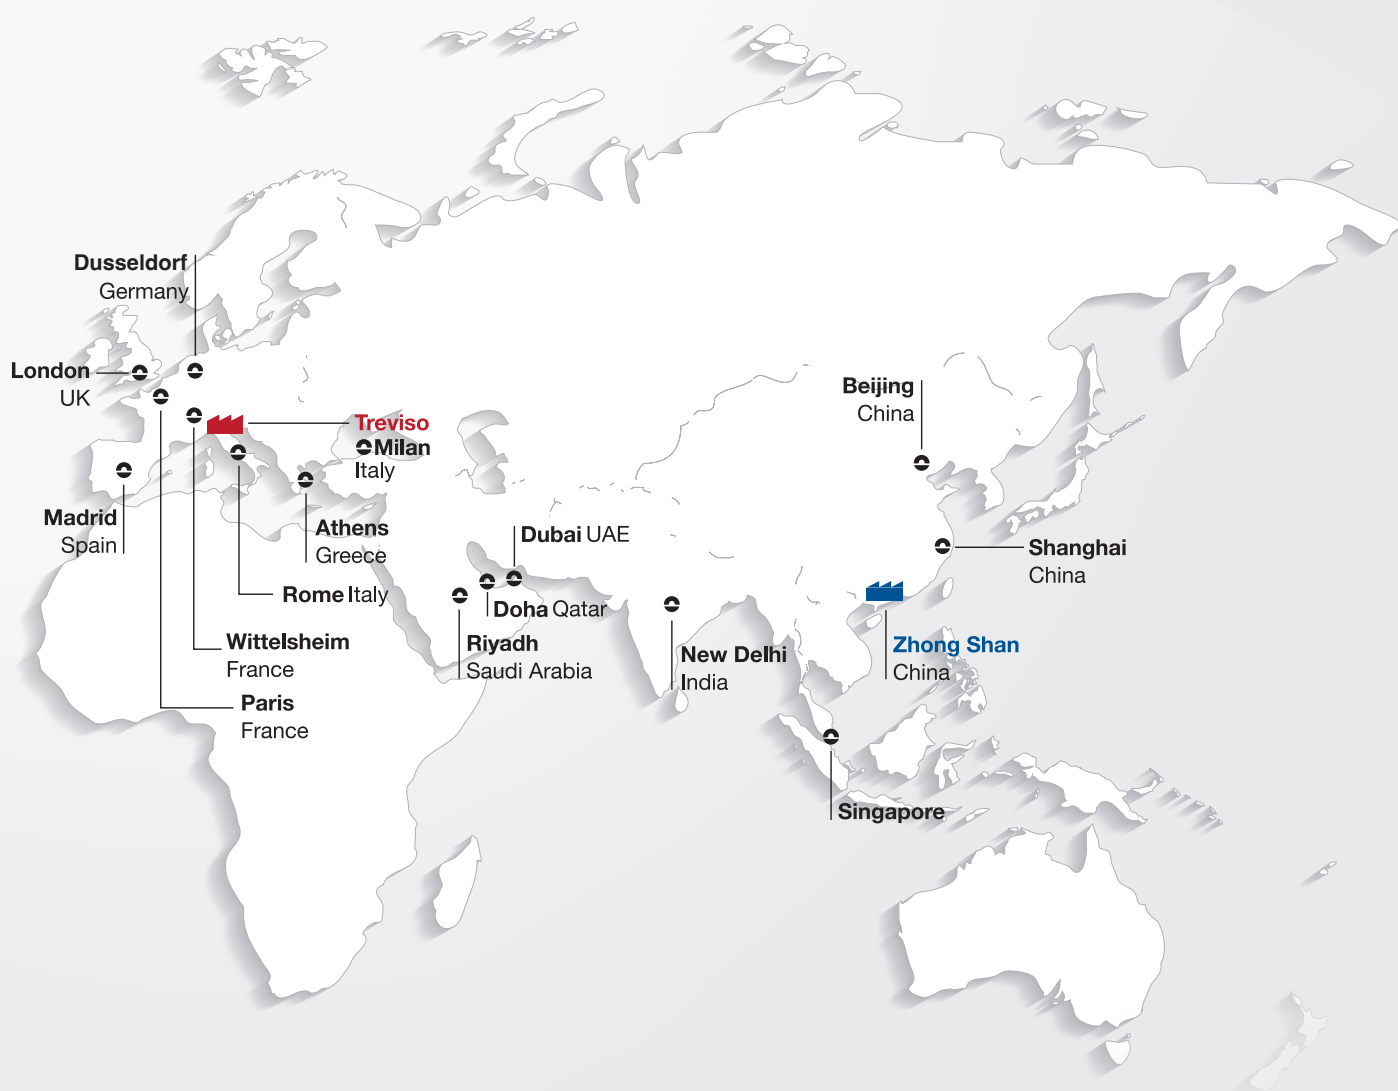 Dusseldorf
Germany
London
UK
Treviso
Milan
Italy
Madrid
Spain
Athens
Greece
Rome Italy
Wittelsheim
France
Paris
France
Dubai UAE
Doha Qatar
Riyadh
Saudi Arabia
New Delhi
India
Beijing
China
Shanghai
China
Zhong Shan
China
Singapore